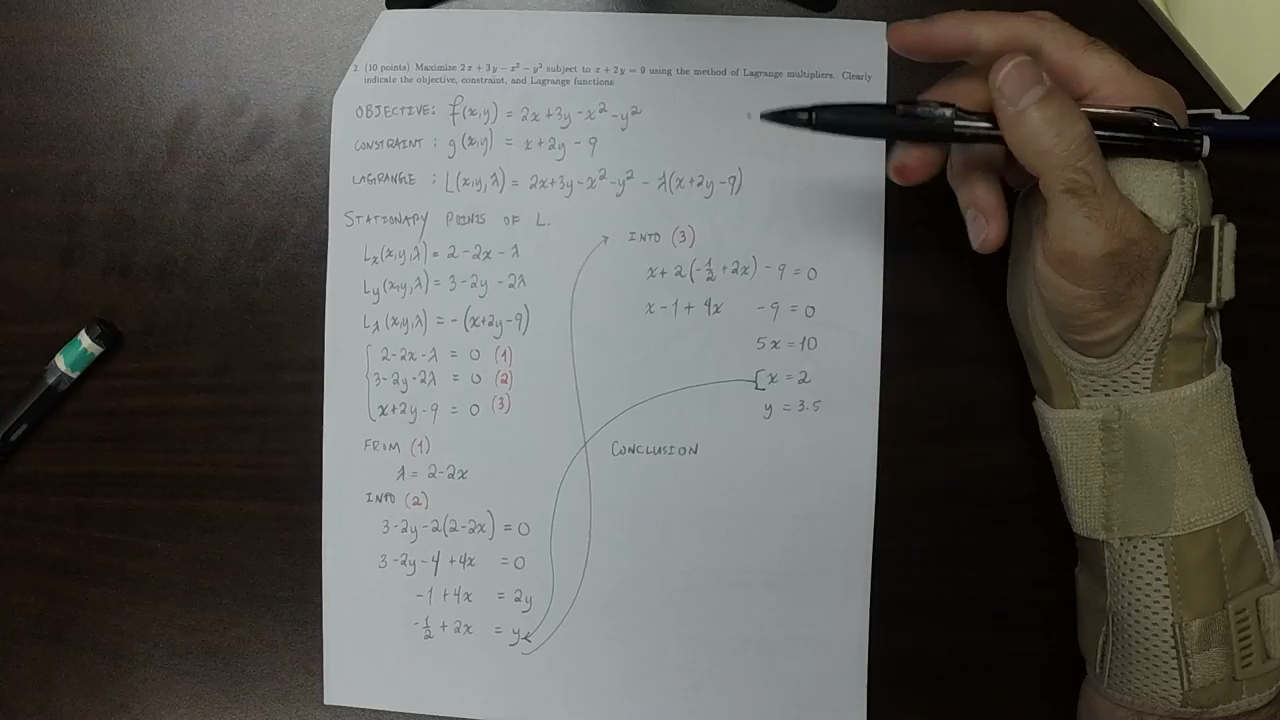 2. (10 points) Maximize 2x + 3y − x² − y² subject to x + 2y = 9 using the method of Lagrange multipliers. Clearly
indicate the objective, constraint, and Lagrange functions
OBJECTIVE: f(x,y) = 2x+3y-x²-y²
CONSTRAINT: g(x,y) = x+2y-9
LAGRANGE: L(x,y,λ) = 2x+3y-x²-y² - λ(x+2y-9)
STATIONARY POINTS OF L.
Lx(x,y,λ) = 2-2x-λ
Ly(x,y,λ) = 3-2y-2λ
Lλ(x,y,λ) = -(x+2y-9)
2-2x-λ = 0 (1)
3-2y-2λ = 0 (2)
x+2y-9 = 0 (3)
FROM (1)
λ = 2-2x
INTO (2)
3-2y-2(2-2x) = 0
3-2y-4+4x = 0
-1+4x = 2y
-1/2+2x = y
INTO (3)
x+2(-1/2+2x)-9 = 0
x-1+4x -9 = 0
5x = 10
x = 2
y = 3.5
CONCLUSION